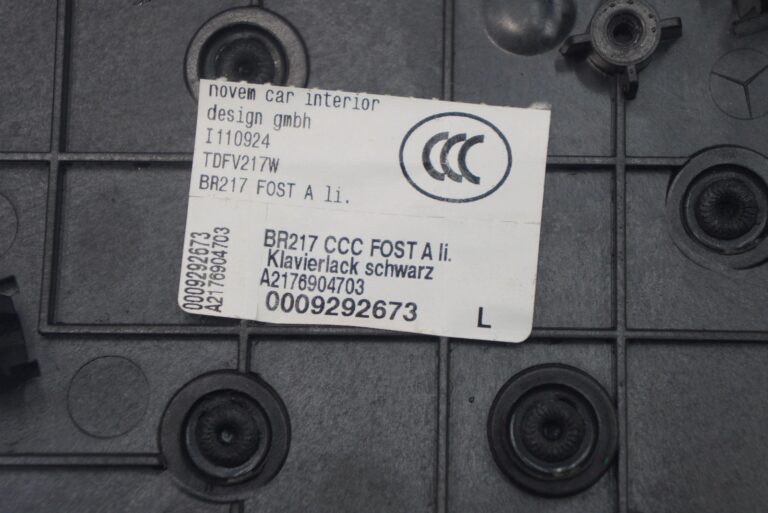 novem car interior
design gmbh
I110924
TDFV217W
BR217 FOST A li.
CCC
BR217 CCC FOST A li.
Klavierlack schwarz
A2176904703
0009292673
L
0009292673
A2176904703